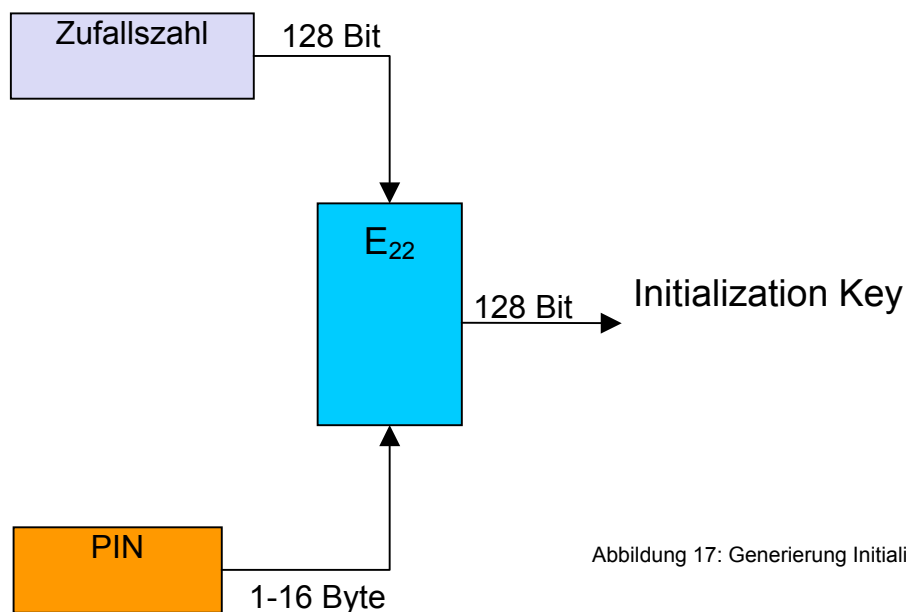 Zufallszahl
128 Bit
E22
128 Bit
Initialization Key
PIN
1-16 Byte
Abbildung 17: Generierung Initiali